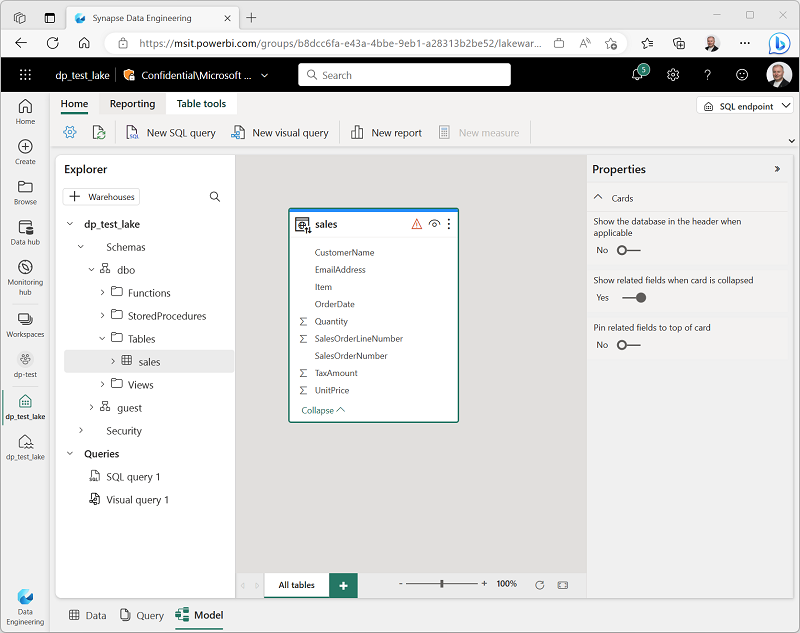 Synapse Data Engineering
https://msit.powerbi.com/groups/b8dcc6fa-e43a-4bbe-9eb1-a28313b2be52/lakewar...
dp_test_lake
Confidential\Microsoft ...
Search
5
Home
Reporting
Table tools
SQL endpoint
New SQL query
New visual query
New report
New measure
Home
Create
Browse
Data hub
Monitoring
hub
Workspaces
dp-test
dp_test_lake
dp_test_lake
Data
Engineering
Explorer
Warehouses
dp_test_lake
Schemas
dbo
Functions
StoredProcedures
Tables
sales
Views
guest
Security
Queries
SQL query 1
Visual query 1
sales
CustomerName
EmailAddress
Item
OrderDate
Quantity
SalesOrderLineNumber
SalesOrderNumber
TaxAmount
UnitPrice
Collapse
Properties
Cards
Show the database in the header when
applicable
No
Show related fields when card is collapsed
Yes
Pin related fields to top of card
No
All tables
+
- + 100%
Data
Query
Model